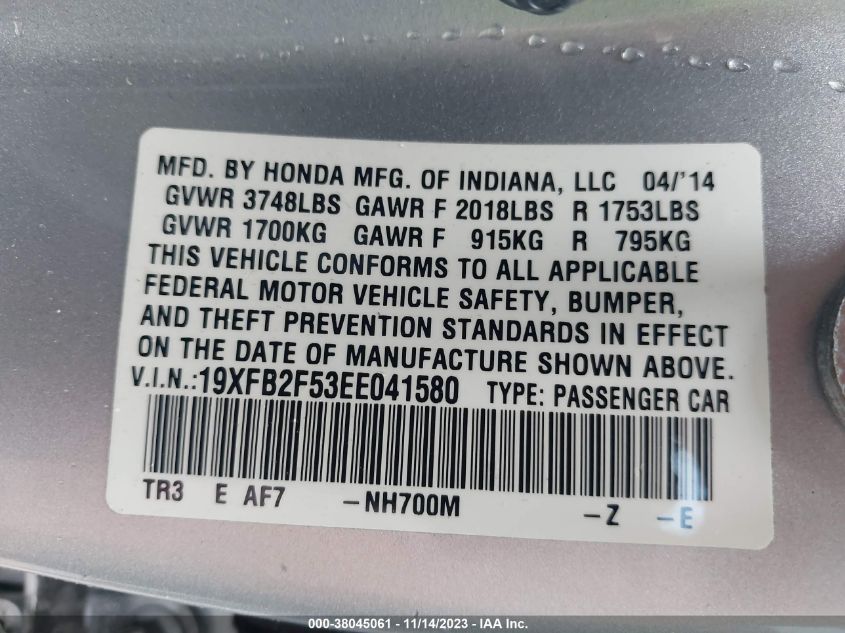 MFD. BY HONDA MFG. OF INDIANA, LLC 04/'14
GVWR 3748LBS GAWR F 2018LBS R 1753LBS
GVWR 1700KG GAWR F 915KG R 795KG
THIS VEHICLE CONFORMS TO ALL APPLICABLE
FEDERAL MOTOR VEHICLE SAFETY, BUMPER,
AND THEFT PREVENTION STANDARDS IN EFFECT
ON THE DATE OF MANUFACTURE SHOWN ABOVE.
V.I.N.:19XFB2F53EE041580 TYPE: PASSENGER CAR
TR3 E AF7 –NH700M –Z –E
000-38045061 - 11/14/2023 - IAA Inc.